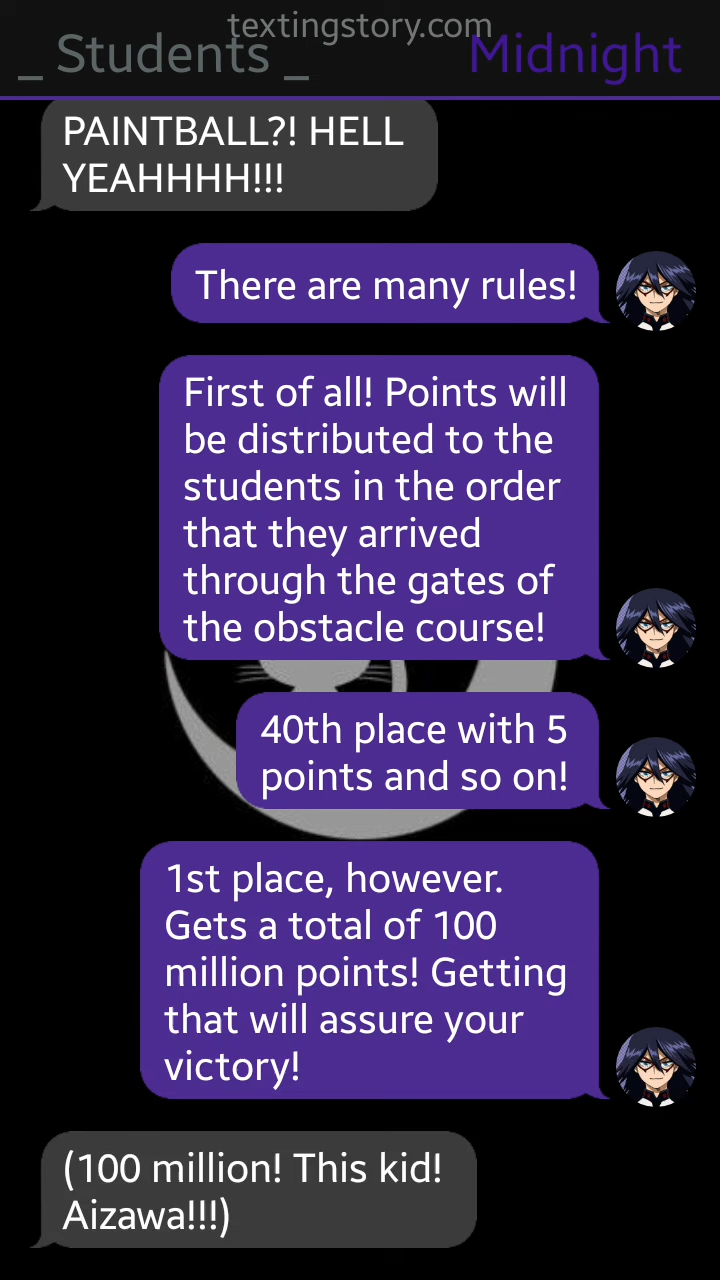 textingstory.com
_ Students _ Midnight
PAINTBALL?! HELL
YEAHHHH!!!
There are many rules!
First of all! Points will
be distributed to the
students in the order
that they arrived
through the gates of
the obstacle course!
40th place with 5
points and so on!
1st place, however.
Gets a total of 100
million points! Getting
that will assure your
victory!
(100 million! This kid!
Aizawa!!!)